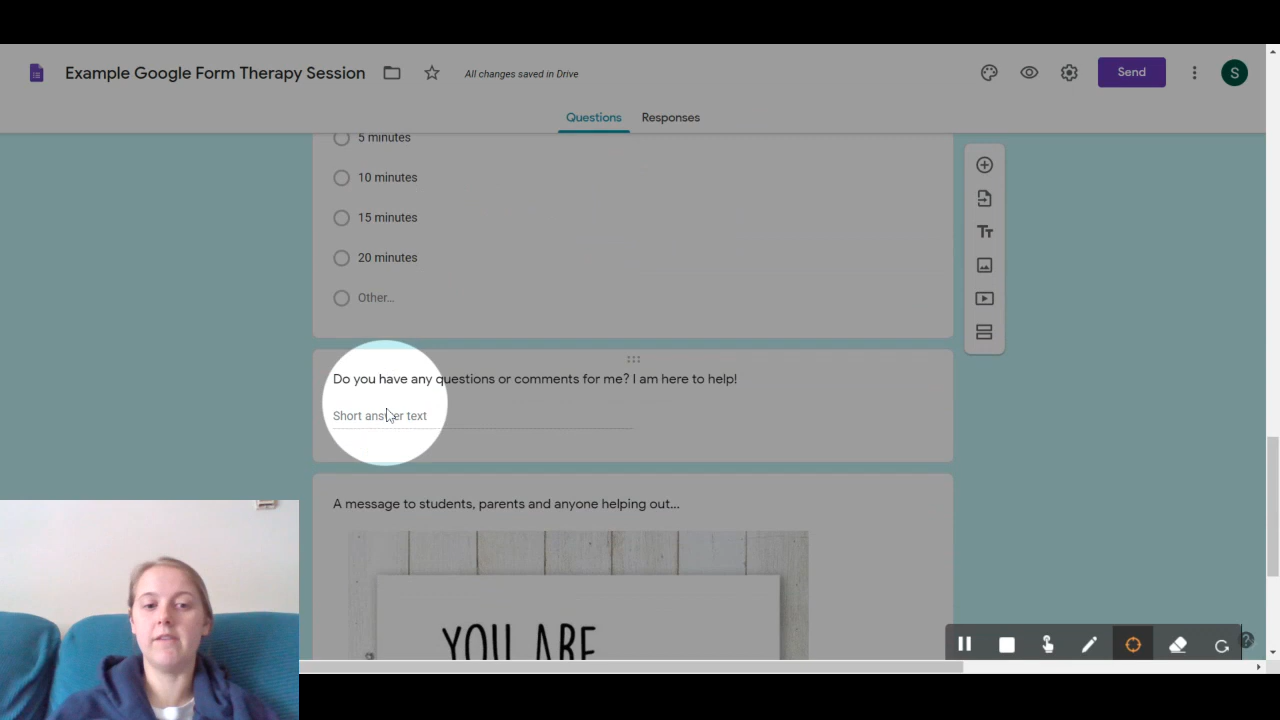 Example Google Form Therapy Session
All changes saved in Drive
Send
S
Questions
Responses
5 minutes
10 minutes
15 minutes
20 minutes
Other...
Tt
Do you have any questions or comments for me? I am here to help!
Short answer text
A message to students, parents and anyone helping out...
YOU ARE
?